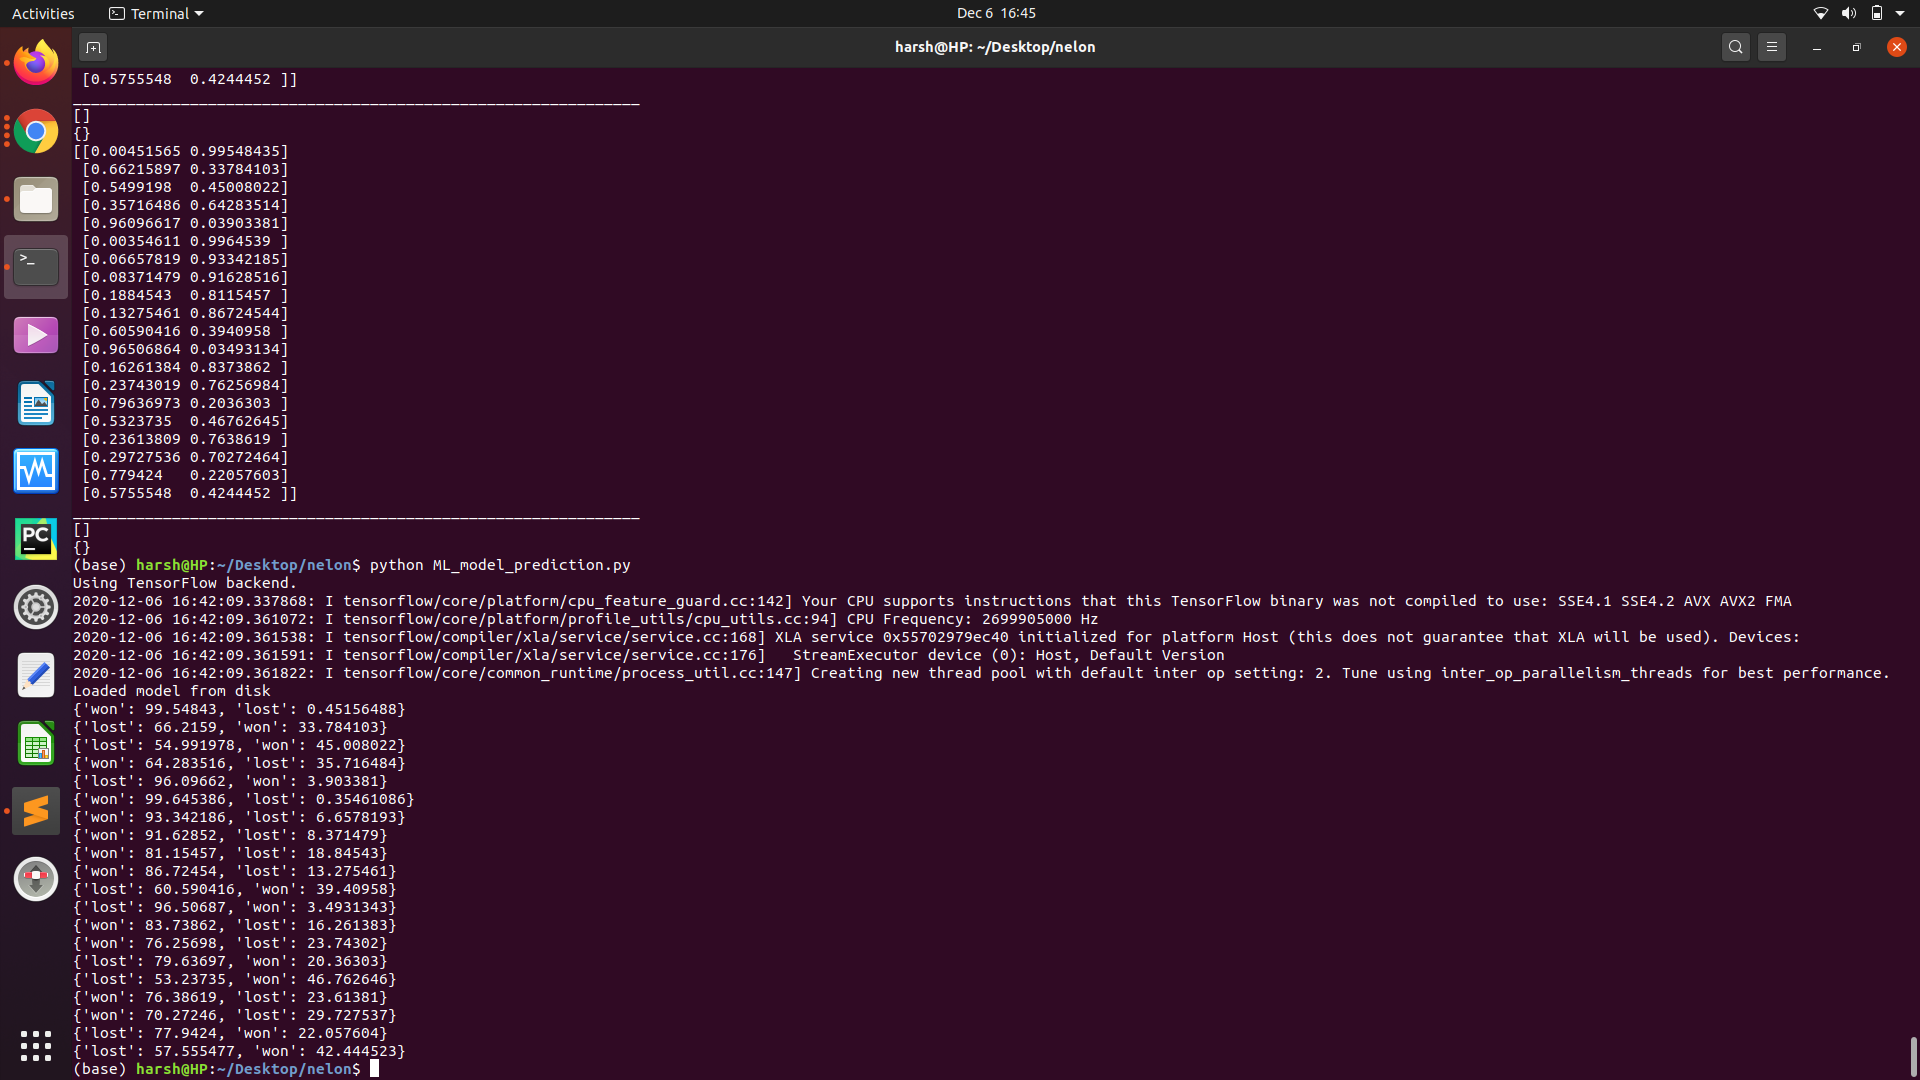 Activities
Terminal
Dec 6 16:45
harsh@HP: ~/Desktop/nelon
[0.5755548  0.4244452 ]]
_______________________________________________________________
[]
{}
[[0.00451565 0.99548435]
 [0.66215897 0.33784103]
 [0.5499198  0.45008022]
 [0.35716486 0.64283514]
 [0.96096617 0.03903381]
 [0.00354611 0.9964539 ]
 [0.06657819 0.93342185]
 [0.08371479 0.91628516]
 [0.1884543  0.8115457 ]
 [0.13275461 0.86724544]
 [0.60590416 0.3940958 ]
 [0.96506864 0.03493134]
 [0.16261384 0.8373862 ]
 [0.23743019 0.76256984]
 [0.79636973 0.2036303 ]
 [0.5323735  0.46762645]
 [0.23613809 0.7638619 ]
 [0.29727536 0.70272464]
 [0.779424   0.22057603]
 [0.5755548  0.4244452 ]]
_______________________________________________________________
[]
{}
(base) harsh@HP:~/Desktop/nelon$ python ML_model_prediction.py
Using TensorFlow backend.
2020-12-06 16:42:09.337868: I tensorflow/core/platform/cpu_feature_guard.cc:142] Your CPU supports instructions that this TensorFlow binary was not compiled to use: SSE4.1 SSE4.2 AVX AVX2 FMA
2020-12-06 16:42:09.361072: I tensorflow/core/platform/profile_utils/cpu_utils.cc:94] CPU Frequency: 2699905000 Hz
2020-12-06 16:42:09.361538: I tensorflow/compiler/xla/service/service.cc:168] XLA service 0x55702979ec40 initialized for platform Host (this does not guarantee that XLA will be used). Devices:
2020-12-06 16:42:09.361591: I tensorflow/compiler/xla/service/service.cc:176]   StreamExecutor device (0): Host, Default Version
2020-12-06 16:42:09.361822: I tensorflow/core/common_runtime/process_util.cc:147] Creating new thread pool with default inter op setting: 2. Tune using inter_op_parallelism_threads for best performance.
Loaded model from disk
{'won': 99.54843, 'lost': 0.45156488}
{'lost': 66.2159, 'won': 33.784103}
{'lost': 54.991978, 'won': 45.008022}
{'won': 64.283516, 'lost': 35.716484}
{'lost': 96.09662, 'won': 3.903381}
{'won': 99.645386, 'lost': 0.35461086}
{'won': 93.342186, 'lost': 6.6578193}
{'won': 91.62852, 'lost': 8.371479}
{'won': 81.15457, 'lost': 18.84543}
{'won': 86.72454, 'lost': 13.275461}
{'lost': 60.590416, 'won': 39.40958}
{'lost': 96.50687, 'won': 3.4931343}
{'won': 83.73862, 'lost': 16.261383}
{'won': 76.25698, 'lost': 23.74302}
{'lost': 79.63697, 'won': 20.36303}
{'lost': 53.23735, 'won': 46.762646}
{'won': 76.38619, 'lost': 23.61381}
{'won': 70.27246, 'lost': 29.727537}
{'lost': 77.9424, 'won': 22.057604}
{'lost': 57.555477, 'won': 42.444523}
(base) harsh@HP:~/Desktop/nelon$
>_
PC